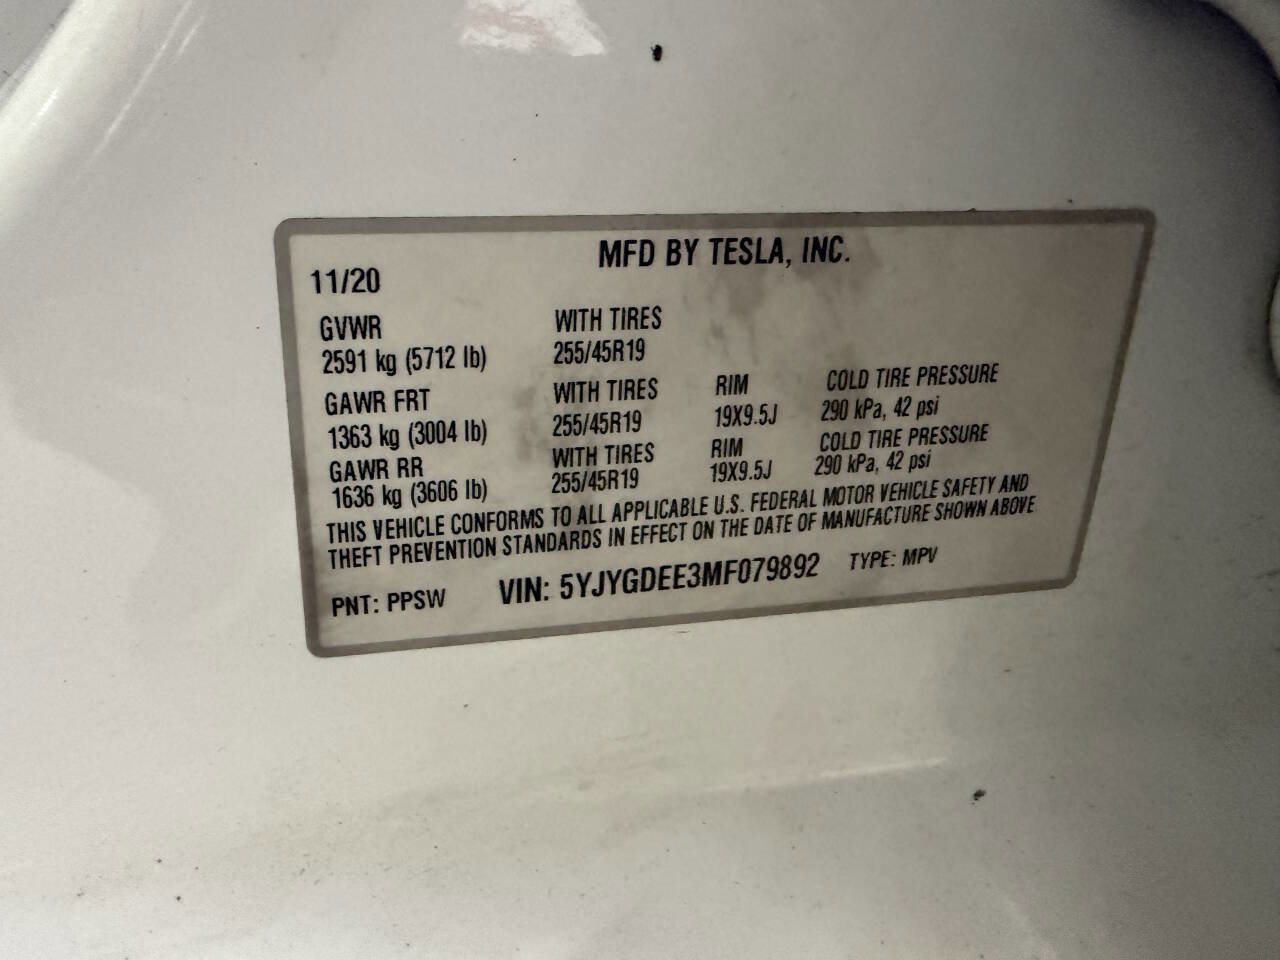 MFD BY TESLA, INC.
11/20
GVWR WITH TIRES
2591 kg (5712 lb) 255/45R19
GAWR FRT WITH TIRES RIM COLD TIRE PRESSURE
1363 kg (3004 lb) 255/45R19 19X9.5J 290 kPa, 42 psi
GAWR RR WITH TIRES RIM COLD TIRE PRESSURE
1636 kg (3606 lb) 255/45R19 19X9.5J 290 kPa, 42 psi
THIS VEHICLE CONFORMS TO ALL APPLICABLE U.S. FEDERAL MOTOR VEHICLE SAFETY AND
THEFT PREVENTION STANDARDS IN EFFECT ON THE DATE OF MANUFACTURE SHOWN ABOVE
PNT: PPSW VIN: 5YJYGDEE3MF079892 TYPE: MPV